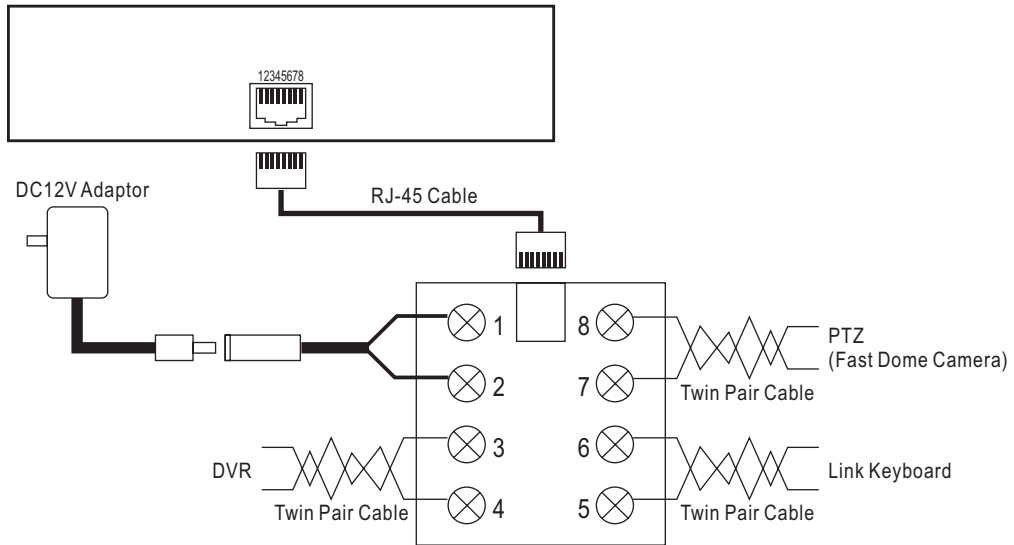 12345678
DC12V Adaptor
RJ-45 Cable
1
8
PTZ
(Fast Dome Camera)
2
7
Twin Pair Cable
3
6
DVR
Link Keyboard
4
5
Twin Pair Cable
Twin Pair Cable